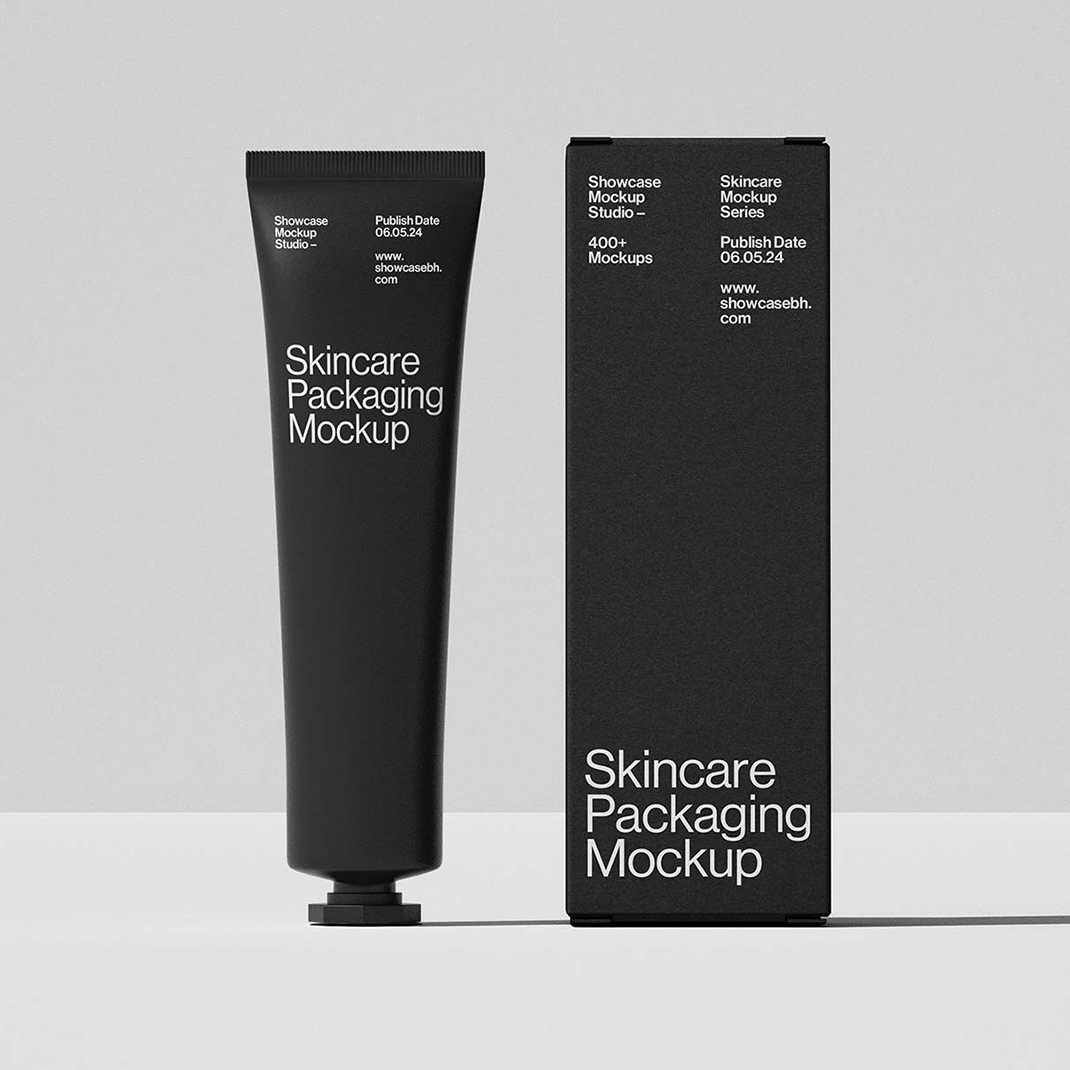 Showcase
Mockup
Studio –
Publish Date
06.05.24
www.
showcasebh.
com
Skincare
Packaging
Mockup
Showcase
Mockup
Studio –
400+
Mockups
Skincare
Mockup
Series
Publish Date
06.05.24
www.
showcasebh.
com
Skincare
Packaging
Mockup